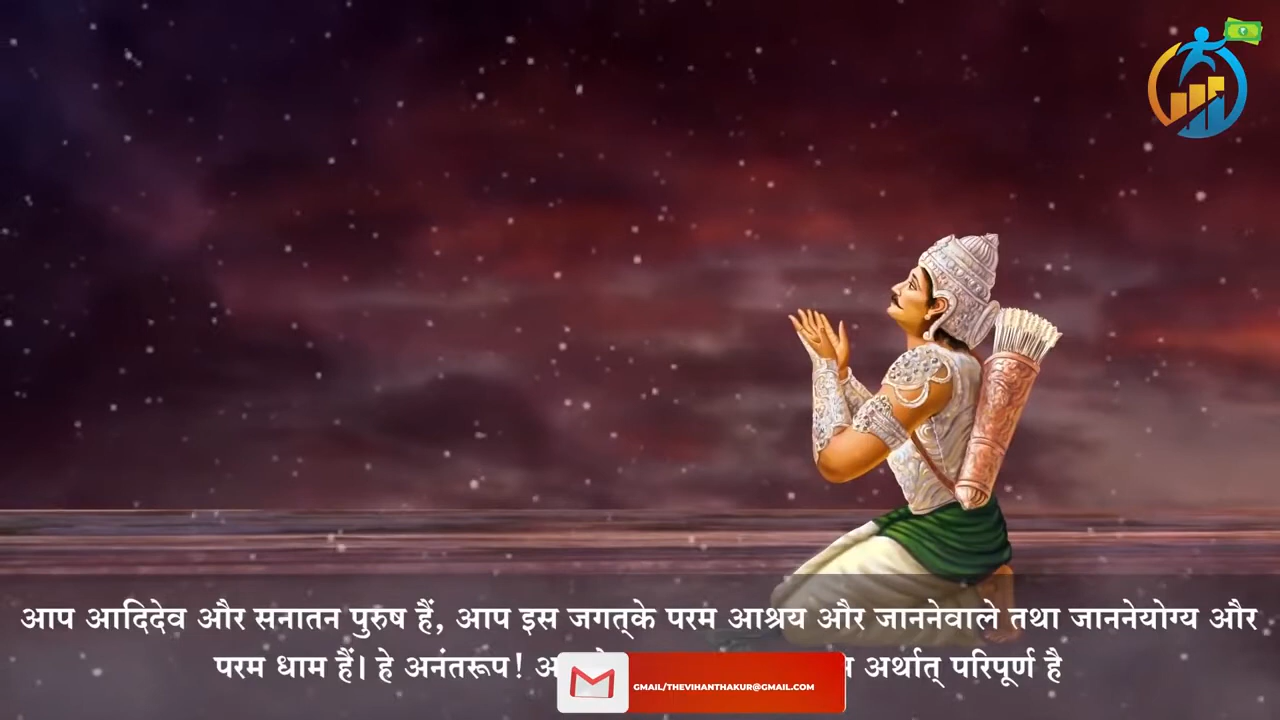 आप आदिदेव और सनातन पुरुष हैं, आप इस जगत्के परम आश्रय और जाननेवाले तथा जाननेयोग्य और
परम धाम हैं। हे अनंतरूप! अर्थात् परिपूर्ण है
GMAIL/THEVIHANTHAKUR@GMAIL.COM